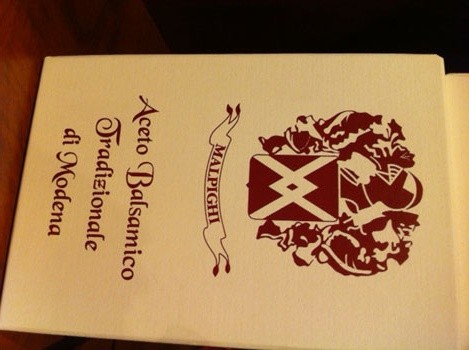 MALPIGHI
Aceto Balsamico
Tradizionale
di Modena